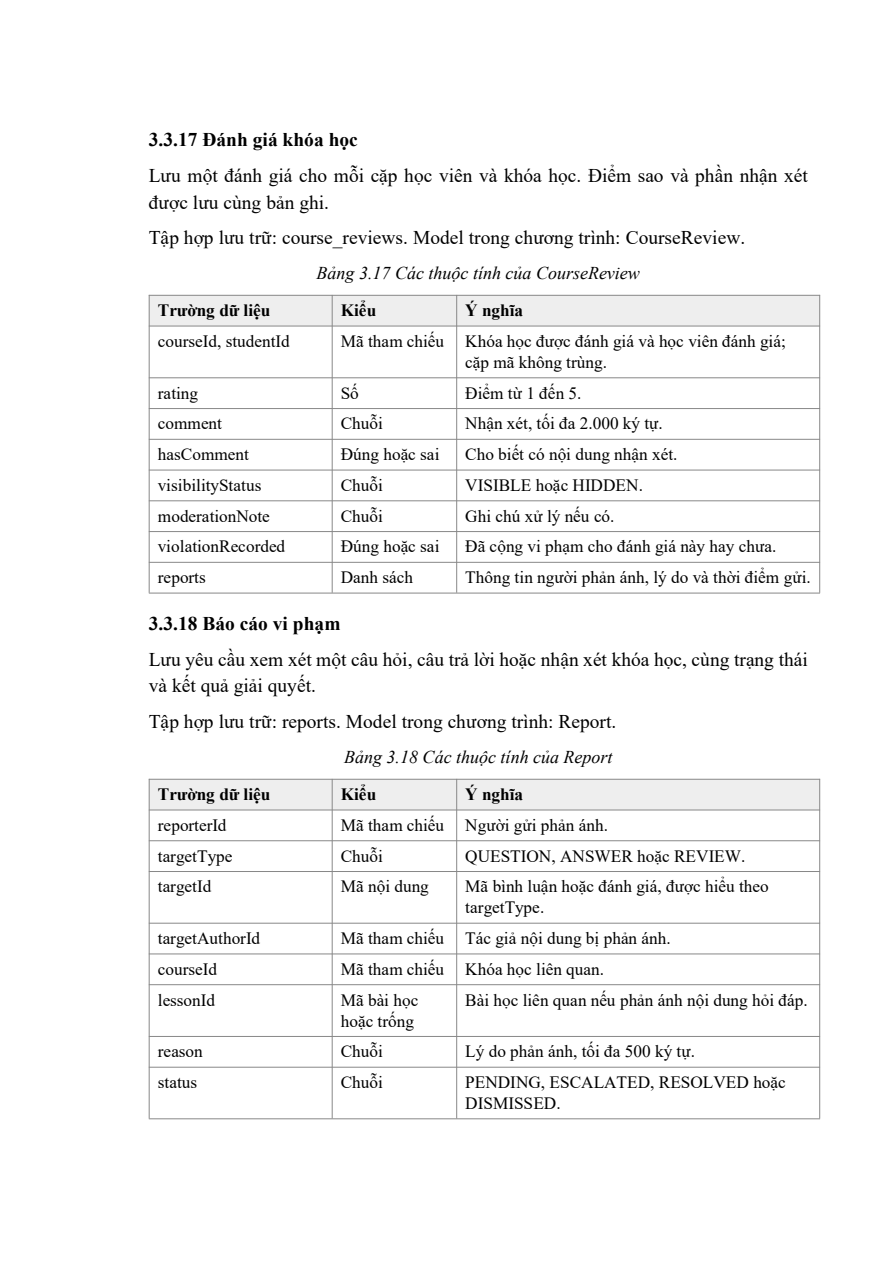 3.3.17 Đánh giá khóa học
Lưu một đánh giá cho mỗi cặp học viên và khóa học. Điểm sao và phần nhận xét
được lưu cùng bản ghi.
Tập hợp lưu trữ: course_reviews. Model trong chương trình: CourseReview.
Bảng 3.17 Các thuộc tính của CourseReview
Trường dữ liệu Kiểu Ý nghĩa
courseId, studentId Mã tham chiếu Khóa học được đánh giá và học viên đánh giá;
cặp mã không trùng.
rating Số Điểm từ 1 đến 5.
comment Chuỗi Nhận xét, tối đa 2.000 ký tự.
hasComment Đúng hoặc sai Cho biết có nội dung nhận xét.
visibilityStatus Chuỗi VISIBLE hoặc HIDDEN.
moderationNote Chuỗi Ghi chú xử lý nếu có.
violationRecorded Đúng hoặc sai Đã cộng vi phạm cho đánh giá này hay chưa.
reports Danh sách Thông tin người phản ánh, lý do và thời điểm gửi.
3.3.18 Báo cáo vi phạm
Lưu yêu cầu xem xét một câu hỏi, câu trả lời hoặc nhận xét khóa học, cùng trạng thái
và kết quả giải quyết.
Tập hợp lưu trữ: reports. Model trong chương trình: Report.
Bảng 3.18 Các thuộc tính của Report
Trường dữ liệu Kiểu Ý nghĩa
reporterId Mã tham chiếu Người gửi phản ánh.
targetType Chuỗi QUESTION, ANSWER hoặc REVIEW.
targetId Mã nội dung Mã bình luận hoặc đánh giá, được hiểu theo
targetType.
targetAuthorId Mã tham chiếu Tác giả nội dung bị phản ánh.
courseId Mã tham chiếu Khóa học liên quan.
lessonId Mã bài học Bài học liên quan nếu phản ánh nội dung hỏi đáp.
hoặc trống
reason Chuỗi Lý do phản ánh, tối đa 500 ký tự.
status Chuỗi PENDING, ESCALATED, RESOLVED hoặc
DISMISSED.